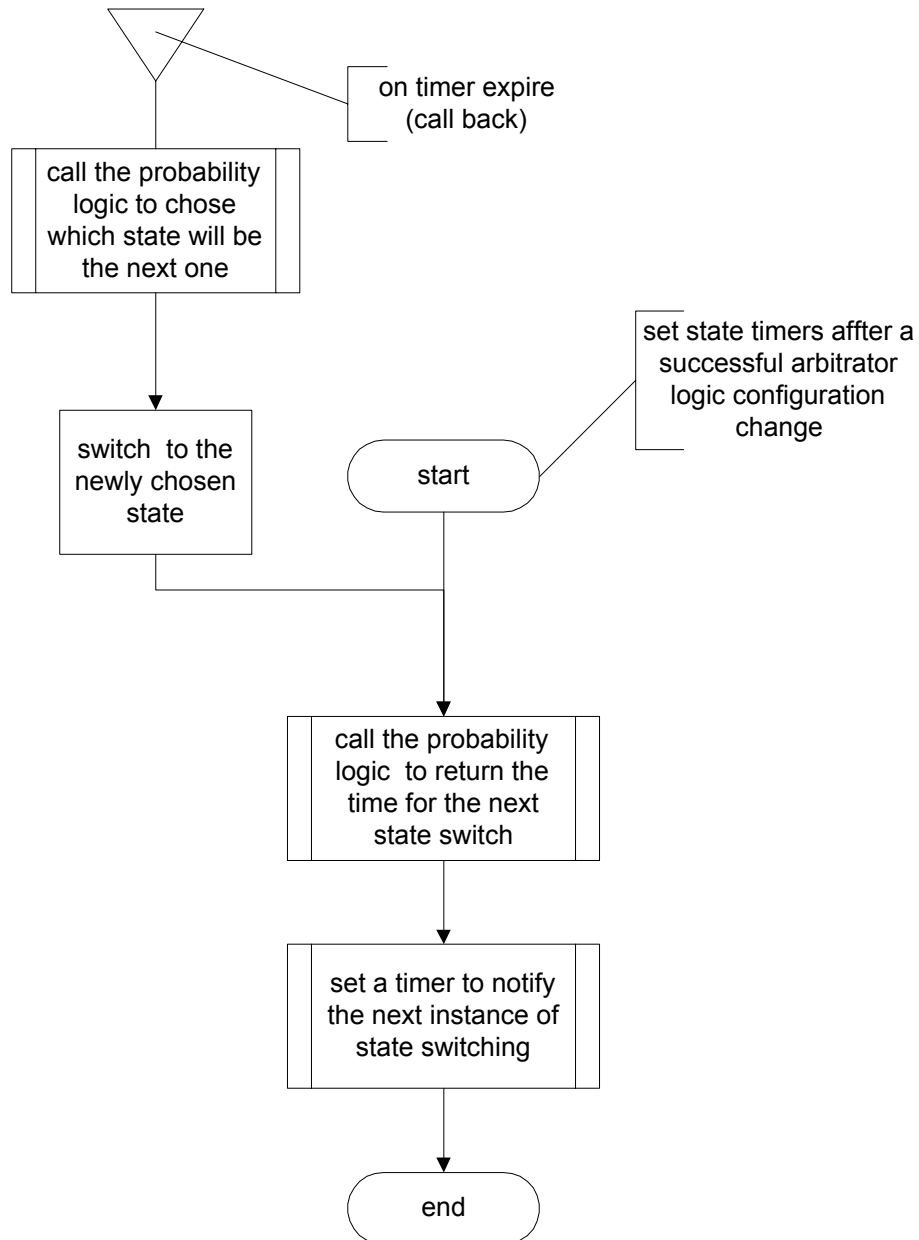 on timer expire
(call back)
call the probability
logic to chose
which state will be
the next one
set state timers affter a
successful arbitrator
logic configuration
change
switch  to the
newly chosen
state
start
call the probability
logic  to return the
time for the next
state switch
set a timer to notify
the next instance of
state switching
end